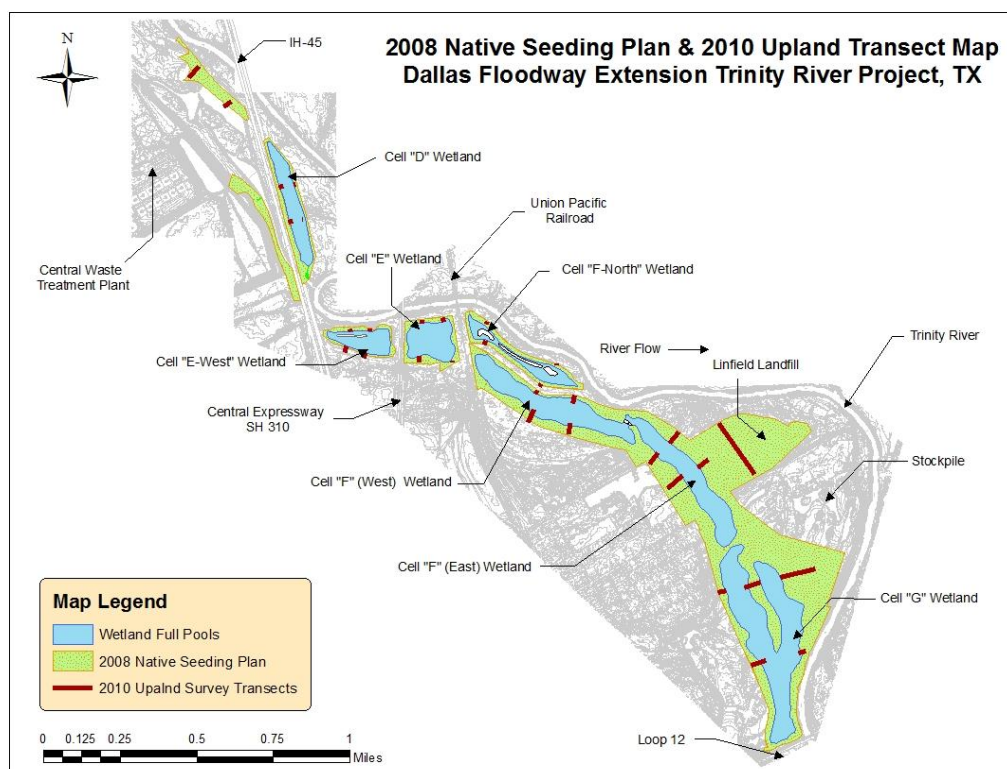 2008 Native Seeding Plan & 2010 Upland Transect Map
Dallas Floodway Extension Trinity River Project, TX
N
IH-45
Cell "D" Wetland
Union Pacific
Railroad
Cell "E" Wetland
Cell "F-North" Wetland
Central Waste
Treatment Plant
Trinity River
River Flow
Cell "E-West" Wetland
Linfield Landfill
Central Expressway
SH 310
Stockpile
Cell "F" (West) Wetland
Cell "F" (East) Wetland
Cell "G" Wetland
Map Legend
Wetland Full Pools
2008 Native Seeding Plan
2010 Upalnd Survey Transects
Loop 12
0 0.125 0.25 0.5 0.75 1
Miles